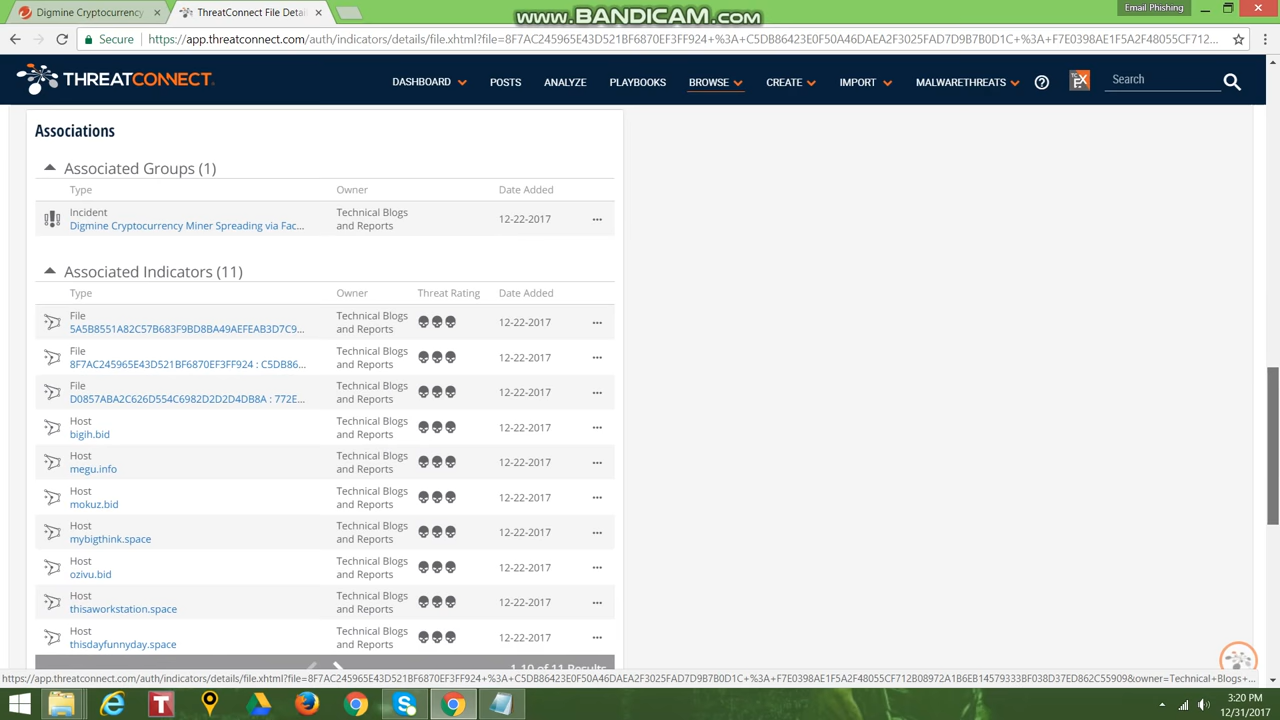 www.BANDICAM.com
Digmine Cryptocurrency M
ThreatConnect | File Deta
Email Phishing
Secure
https://app.threatconnect.com/auth/indicators/details/file.xhtml?file=8F7AC245965E43D521BF6870EF3FF924+%3A+C5DB86423E0F50A46DAEA2F3025FAD7D9B7B0D1C+%3A+F7E0398AE1F5A2F48055CF712...
THREATCONNECT
DASHBOARD
POSTS
ANALYZE
PLAYBOOKS
BROWSE
CREATE
IMPORT
MALWARETHREATS
Search
Associations
Associated Groups (1)
Type Owner Date Added
Incident Technical Blogs
Digmine Cryptocurrency Miner Spreading via Fac... and Reports 12-22-2017 ...
Associated Indicators (11)
Type Owner Threat Rating Date Added
File Technical Blogs
5A5B8551A82C57B683F9BD8BA49AEFEAB3D7C9... and Reports 12-22-2017 ...
File Technical Blogs
8F7AC245965E43D521BF6870EF3FF924 : C5DB86... and Reports 12-22-2017 ...
File Technical Blogs
D0857ABA2C626D554C6982D2D2D4DB8A : 772E... and Reports 12-22-2017 ...
Host Technical Blogs
bigih.bid and Reports 12-22-2017 ...
Host Technical Blogs
megu.info and Reports 12-22-2017 ...
Host Technical Blogs
mokuz.bid and Reports 12-22-2017 ...
Host Technical Blogs
mybigthink.space and Reports 12-22-2017 ...
Host Technical Blogs
ozivu.bid and Reports 12-22-2017 ...
Host Technical Blogs
thisaworkstation.space and Reports 12-22-2017 ...
Host Technical Blogs
thisdayfunnyday.space and Reports 12-22-2017 ...
1-10 of 11 Results
https://app.threatconnect.com/auth/indicators/details/file.xhtml?file=8F7AC245965E43D521BF6870EF3FF924+%3A+C5DB86423E0F50A46DAEA2F3025FAD7D9B7B0D1C+%3A+F7E0398AE1F5A2F48055CF712B08972A1B6EB14579333BF038D37ED862C55909&owner=Technical+Blogs+...
3:20 PM
12/31/2017